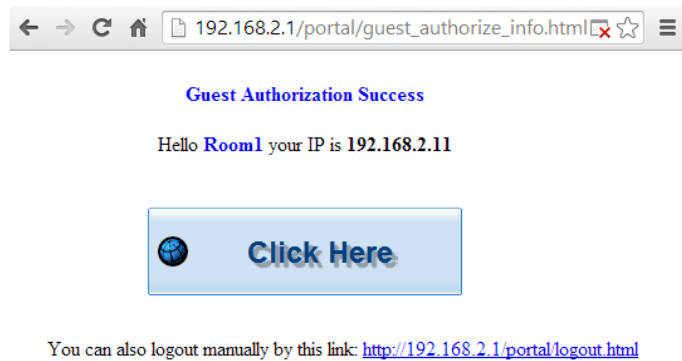 192.168.2.1/portal/guest_authorize_info.html
Guest Authorization Success
Hello Room1 your IP is 192.168.2.11
Click Here
You can also logout manually by this link: http://192.168.2.1/portal/logout.html